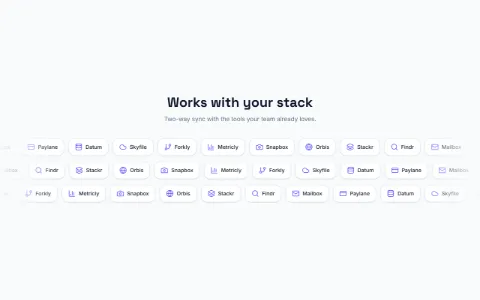 Works with your stack
Two-way sync with the tools your team already loves.
Paylane Datum Skyfile Forkly Metricly Snapbox Orbis Stackr Findr Mailbox
Findr Stackr Orbis Snapbox Metricly Forkly Skyfile Datum Paylane Mailbox
Forkly Metricly Snapbox Orbis Stackr Findr Mailbox Paylane Datum Skyfile